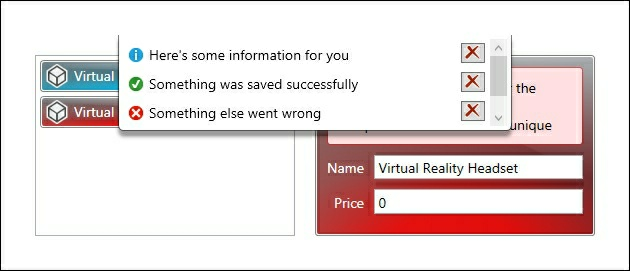 Here's some information for you
Something was saved successfully
Something else went wrong
Virtual
Virtual
the
unique
Name Virtual Reality Headset
Price 0